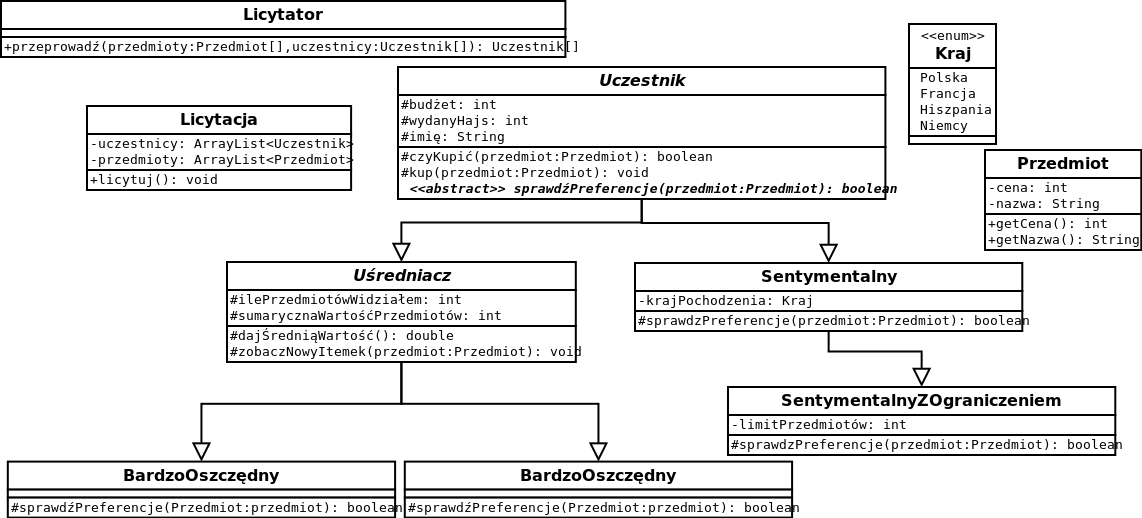 Licytator
+przeprowadź(przedmioty:Przedmiot[],uczestnicy:Uczestnik[]): Uczestnik[]
<<enum>>
Kraj
Polska
Francja
Hiszpania
Niemcy
Uczestnik
#budżet: int
#wydanyHajs: int
#imię: String
#czyKupić(przedmiot:Przedmiot): boolean
#kup(przedmiot:Przedmiot): void
<<abstract>> sprawdźPreferencje(przedmiot:Przedmiot): boolean
Licytacja
-uczestnicy: ArrayList<Uczestnik>
-przedmioty: ArrayList<Przedmiot>
+licytuj(): void
Przedmiot
-cena: int
-nazwa: String
+getCena(): int
+getNazwa(): String
Uśredniacz
#ilePrzedmiotówWidziałem: int
#sumarycznaWartośćPrzedmiotów: int
#dajŚredniąWartość(): double
#zobaczNowyItemek(przedmiot:Przedmiot): void
Sentymentalny
-krajPochodzenia: Kraj
#sprawdzPreferencje(przedmiot:Przedmiot): boolean
SentymentalnyZOgraniczeniem
-limitPrzedmiotów: int
#sprawdzPreferencje(przedmiot:Przedmiot): boolean
BardzoOszczędny
#sprawdźPreferencje(Przedmiot:przedmiot): boolean
BardzoOszczędny
#sprawdźPreferencje(Przedmiot:przedmiot): boolean